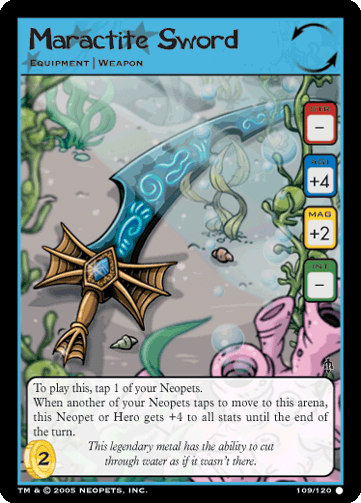 Maractite Sword
Equipment | Weapon
STR
–
AGI
+4
MAG
+2
INT
–
To play this, tap 1 of your Neopets.
When another of your Neopets taps to move to this arena,
this Neopet or Hero gets +4 to all stats until the end of
the turn.
This legendary metal has the ability to cut
through water as if it wasn't there.
2
TM & © 2005 NEOPETS, INC.
109/120